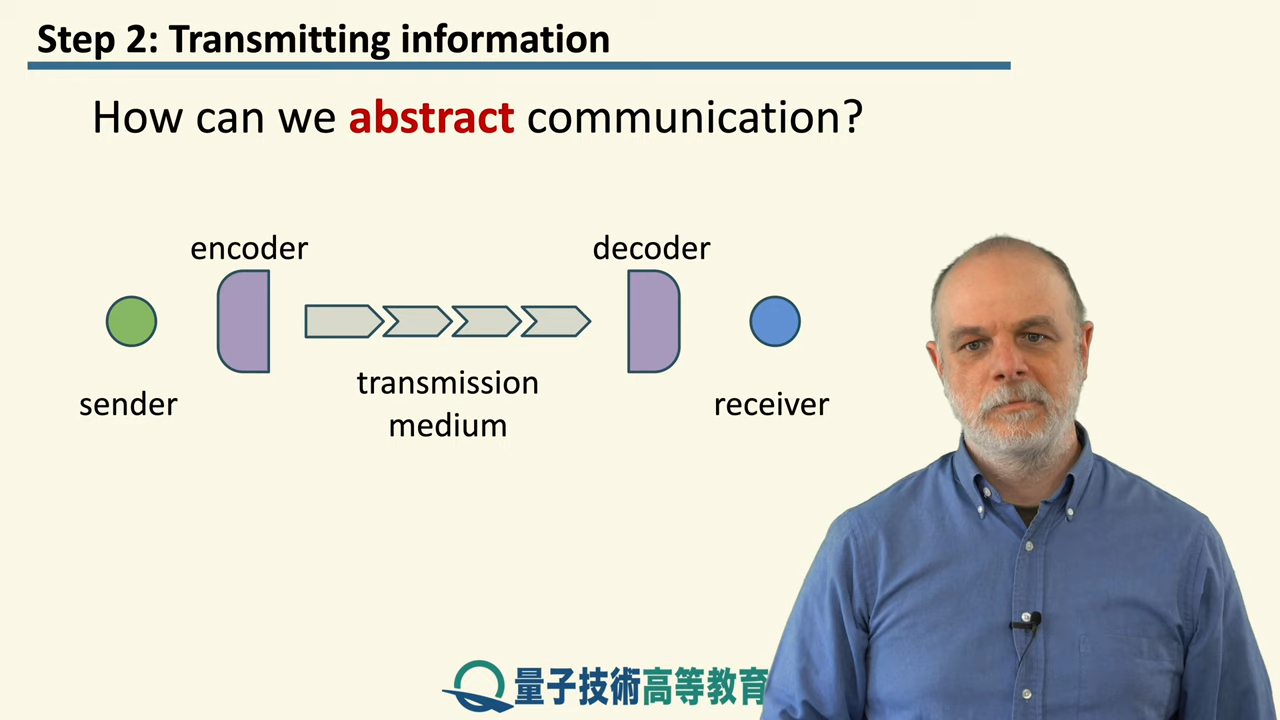 Step 2: Transmitting information
How can we abstract communication?
encoder
decoder
sender
transmission
medium
receiver
量子技術高等教育